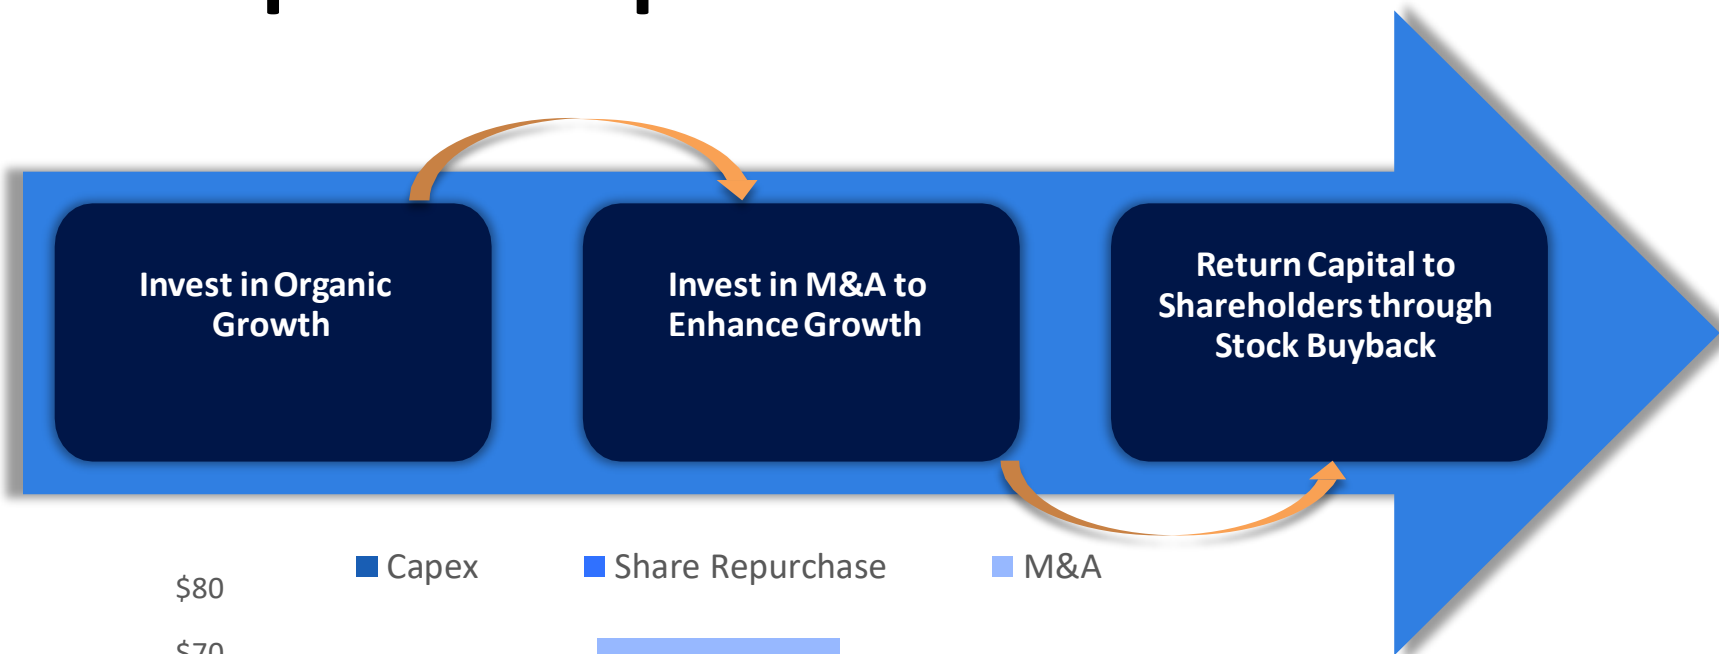 Invest in Organic
Growth
Invest in M&A to
Enhance Growth
Return Capital to
Shareholders through
Stock Buyback
Capex
Share Repurchase
M&A
$80
$70